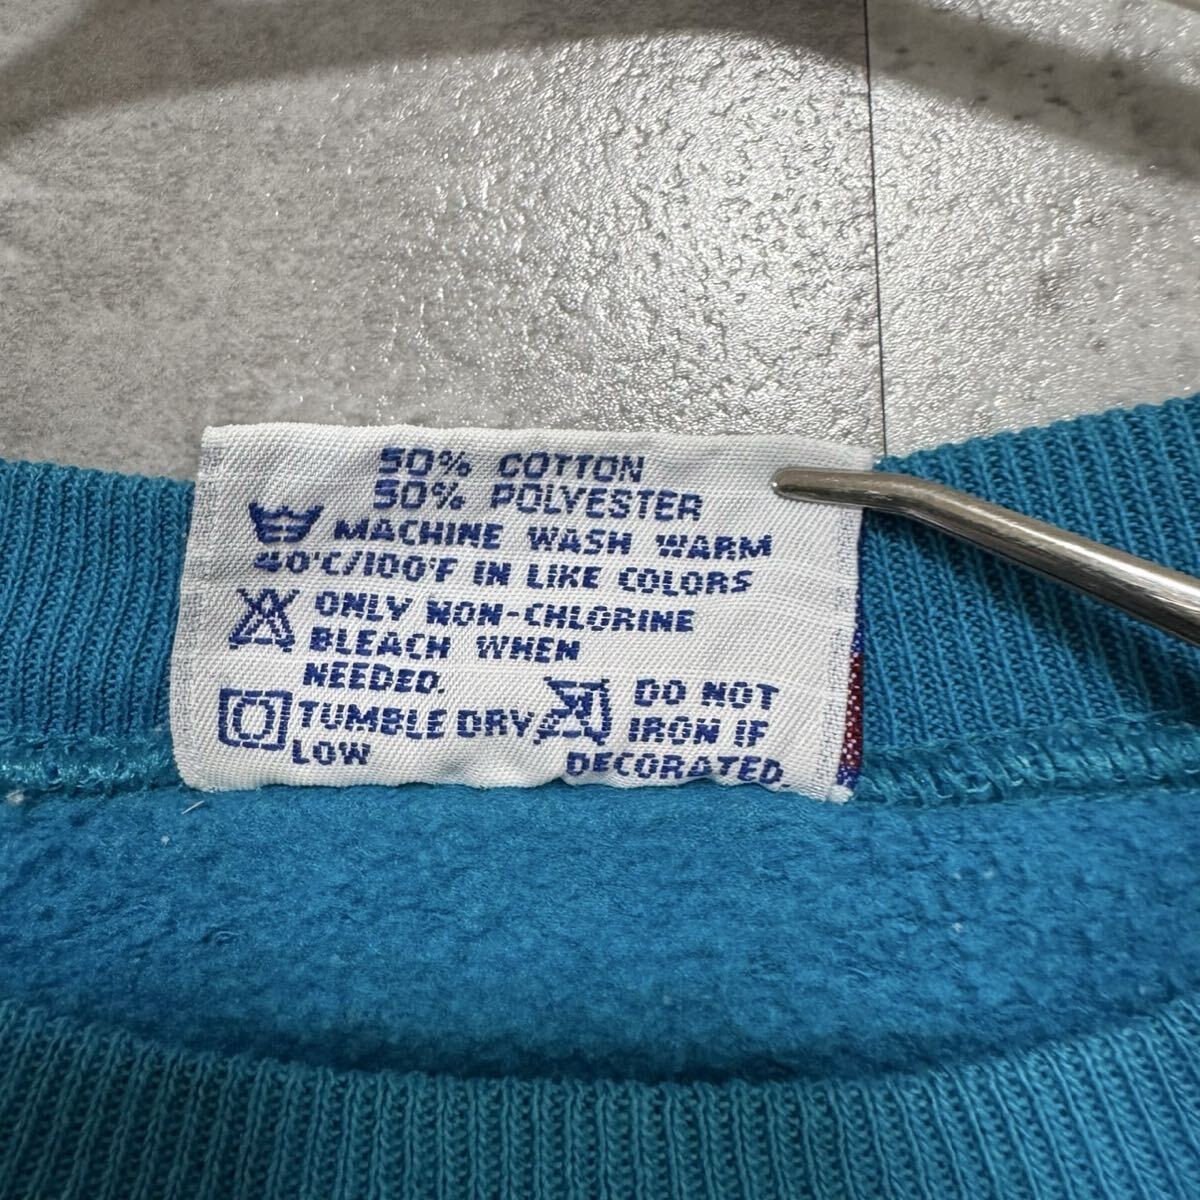 50% COTTON
50% POLYESTER
MACHINE WASH WARM
40°C/100°F IN LIKE COLORS
ONLY NON-CHLORINE
BLEACH WHEN
NEEDED.
TUMBLE DRY
LOW
DO NOT
IRON IF
DECORATED.